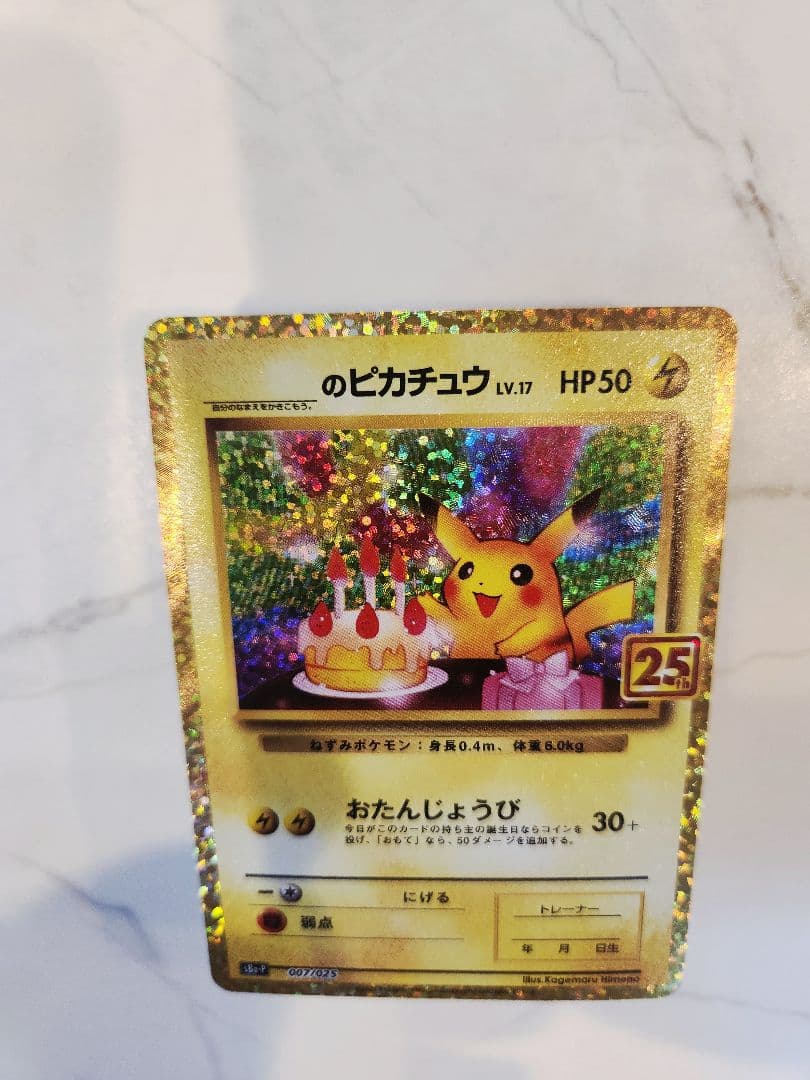 のピカチュウ LV.17 HP50
自分のなまえをかきこもう。
25th
ねずみポケモン：身長0.4m、体重6.0kg
おたんじょうび 30+
今日がこのカードの持ち主の誕生日ならコインを
投げ、「おもて」なら、50ダメージを追加する。
ー にげる
弱点
トレーナー
年 月 日生
s8a-P 007/025
Illus.Kagemaru Himeno